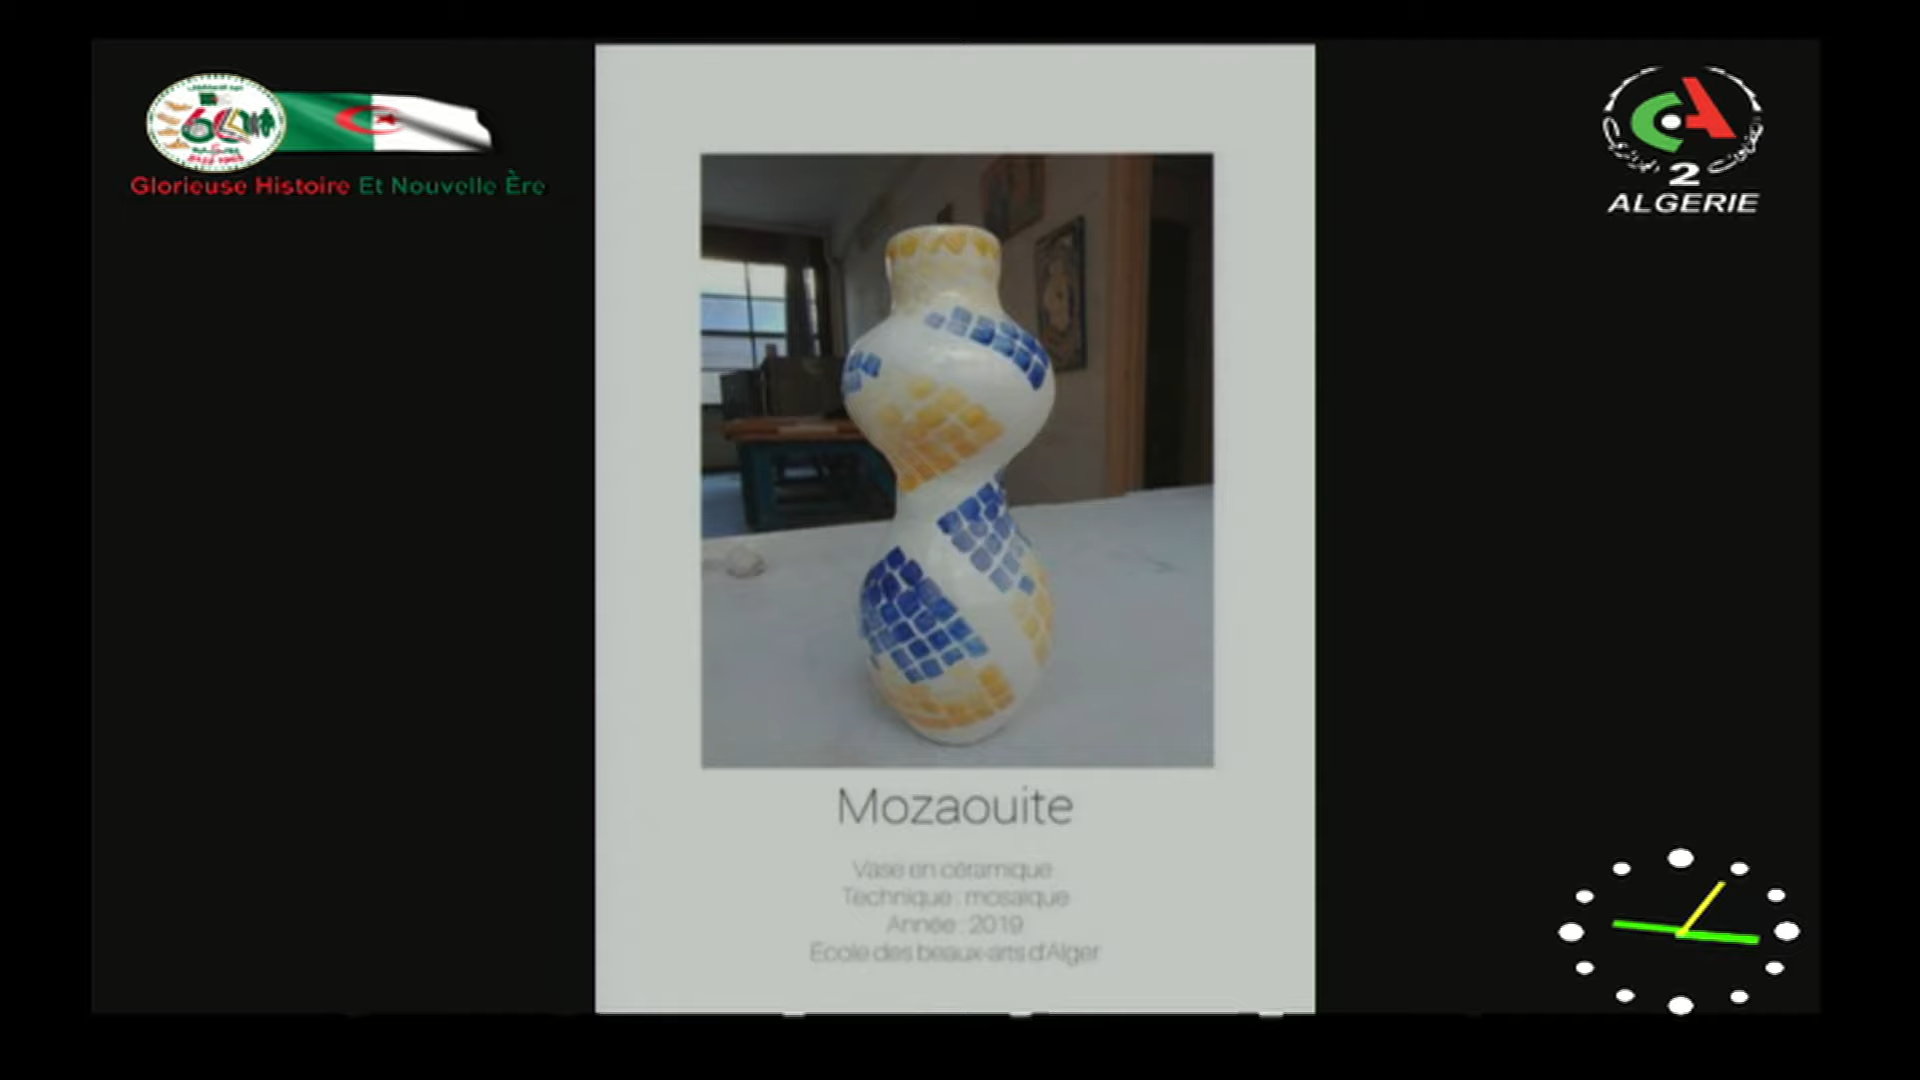 60
Glorieuse Histoire Et Nouvelle Ère
2
ALGERIE
Mozaouite
Vase en céramique
Technique : mosaïque
Année : 2019
Ecole des beaux-arts d'Alger